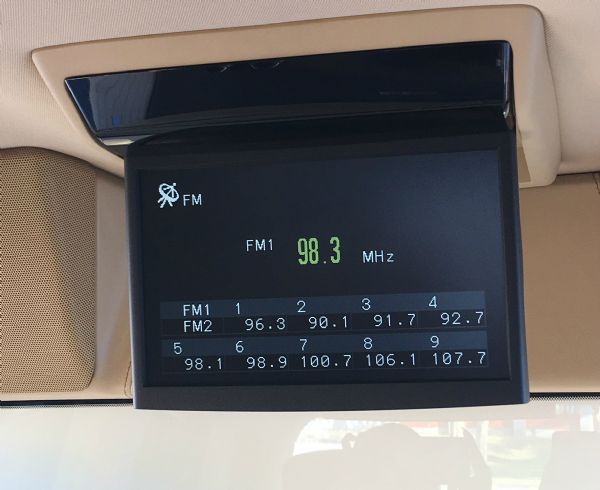 FM
FM1 98.3 MHz
FM1 1 2 3 4
FM2 96.3 90.1 91.7 92.7
5 6 7 8 9
98.1 98.9 100.7 106.1 107.7